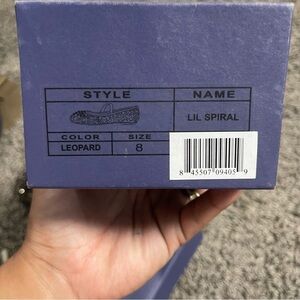 STYLE NAME
LIL SPIRAL
COLOR SIZE
LEOPARD 8
8 45507 09405 9